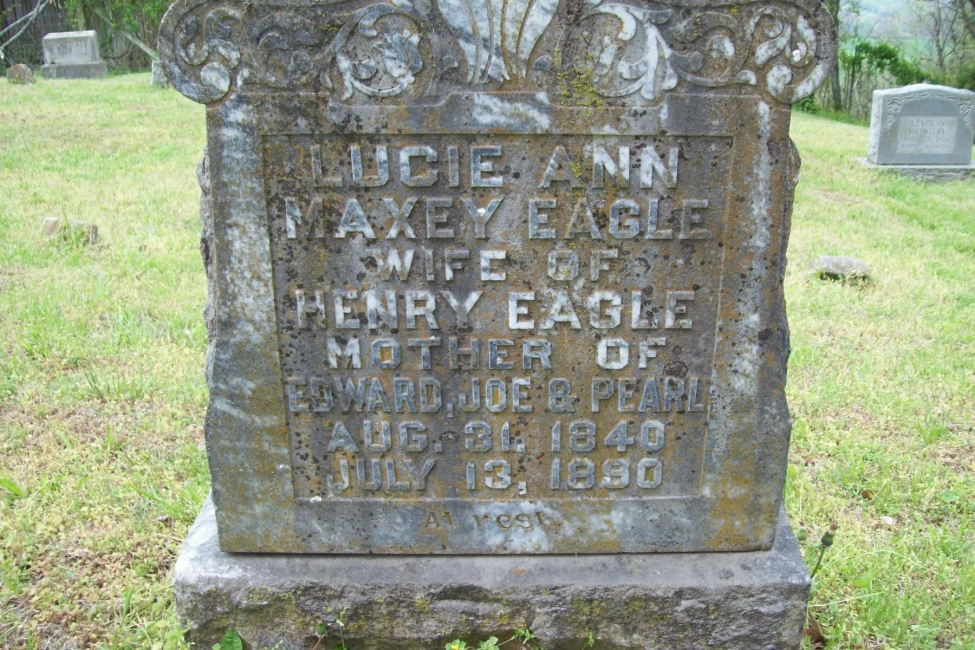 LUCIE ANN
MAXEY EAGLE
WIFE OF
HENRY EAGLE
MOTHER OF
EDWARD, JOE & PEARL
AUG. 31, 1840
JULY 13, 1890
At rest